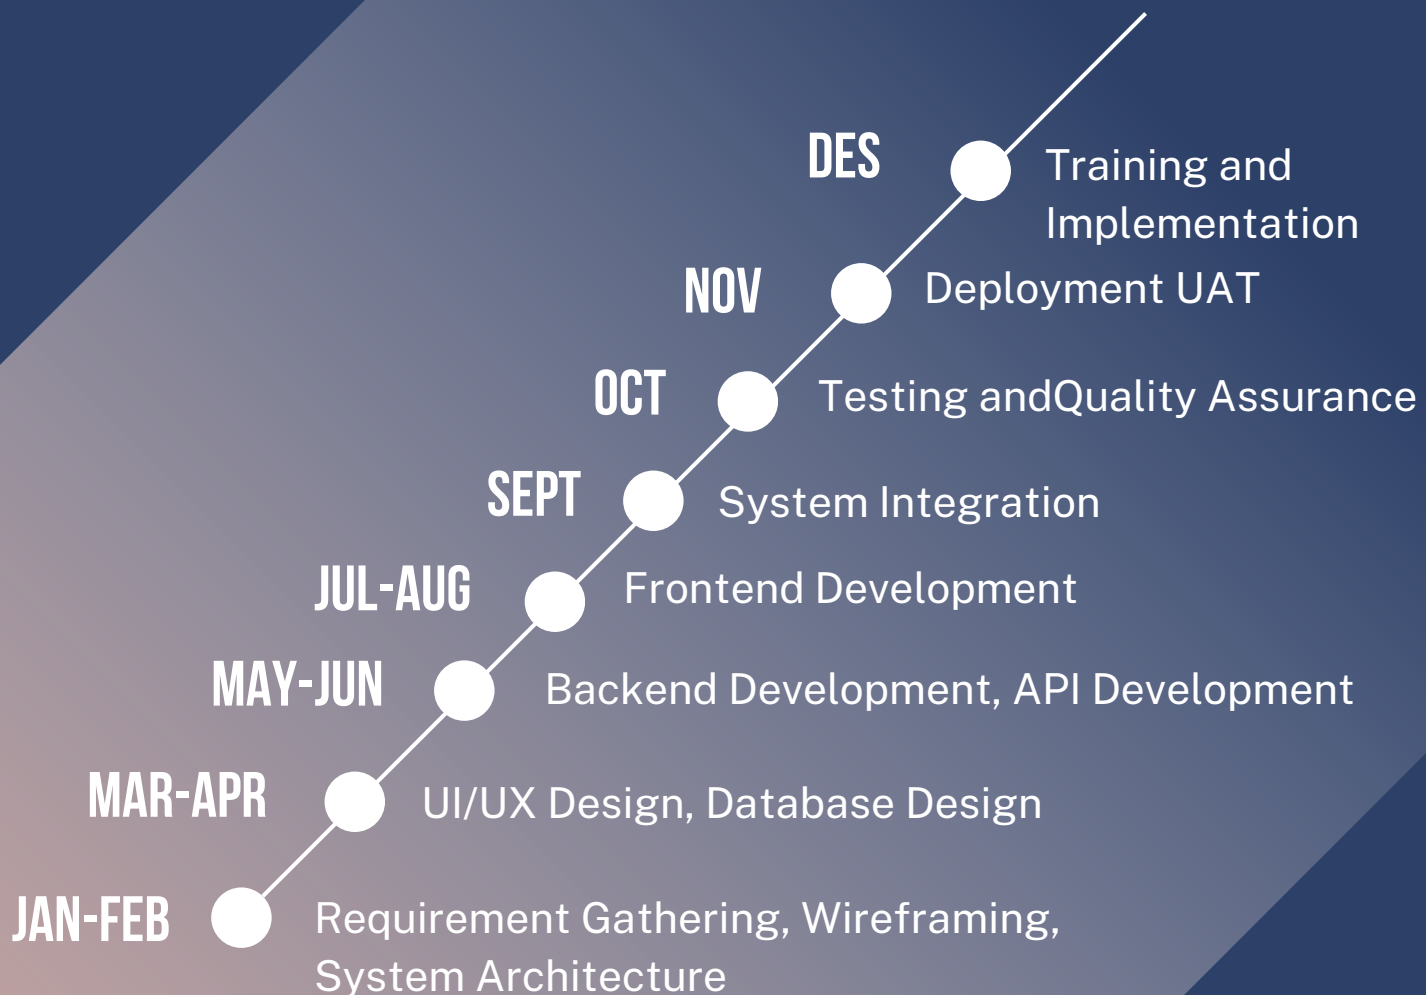 DES
Training and
Implementation
NOV
Deployment UAT
OCT
Testing andQuality Assurance
SEPT
System Integration
JUL-AUG
Frontend Development
MAY-JUN
Backend Development, API Development
MAR-APR
UI/UX Design, Database Design
JAN-FEB
Requirement Gathering, Wireframing,
System Architecture